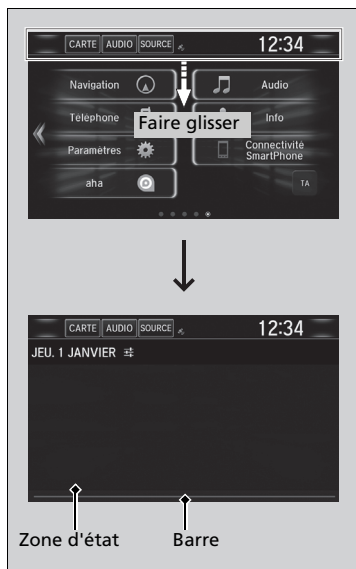 CARTE AUDIO SOURCE 12:34
Navigation Audio
Téléphone Info
Faire glisser
Paramètres Connectivité
SmartPhone
aha TA
CARTE AUDIO SOURCE 12:34
JEU. 1 JANVIER
Zone d'état Barre